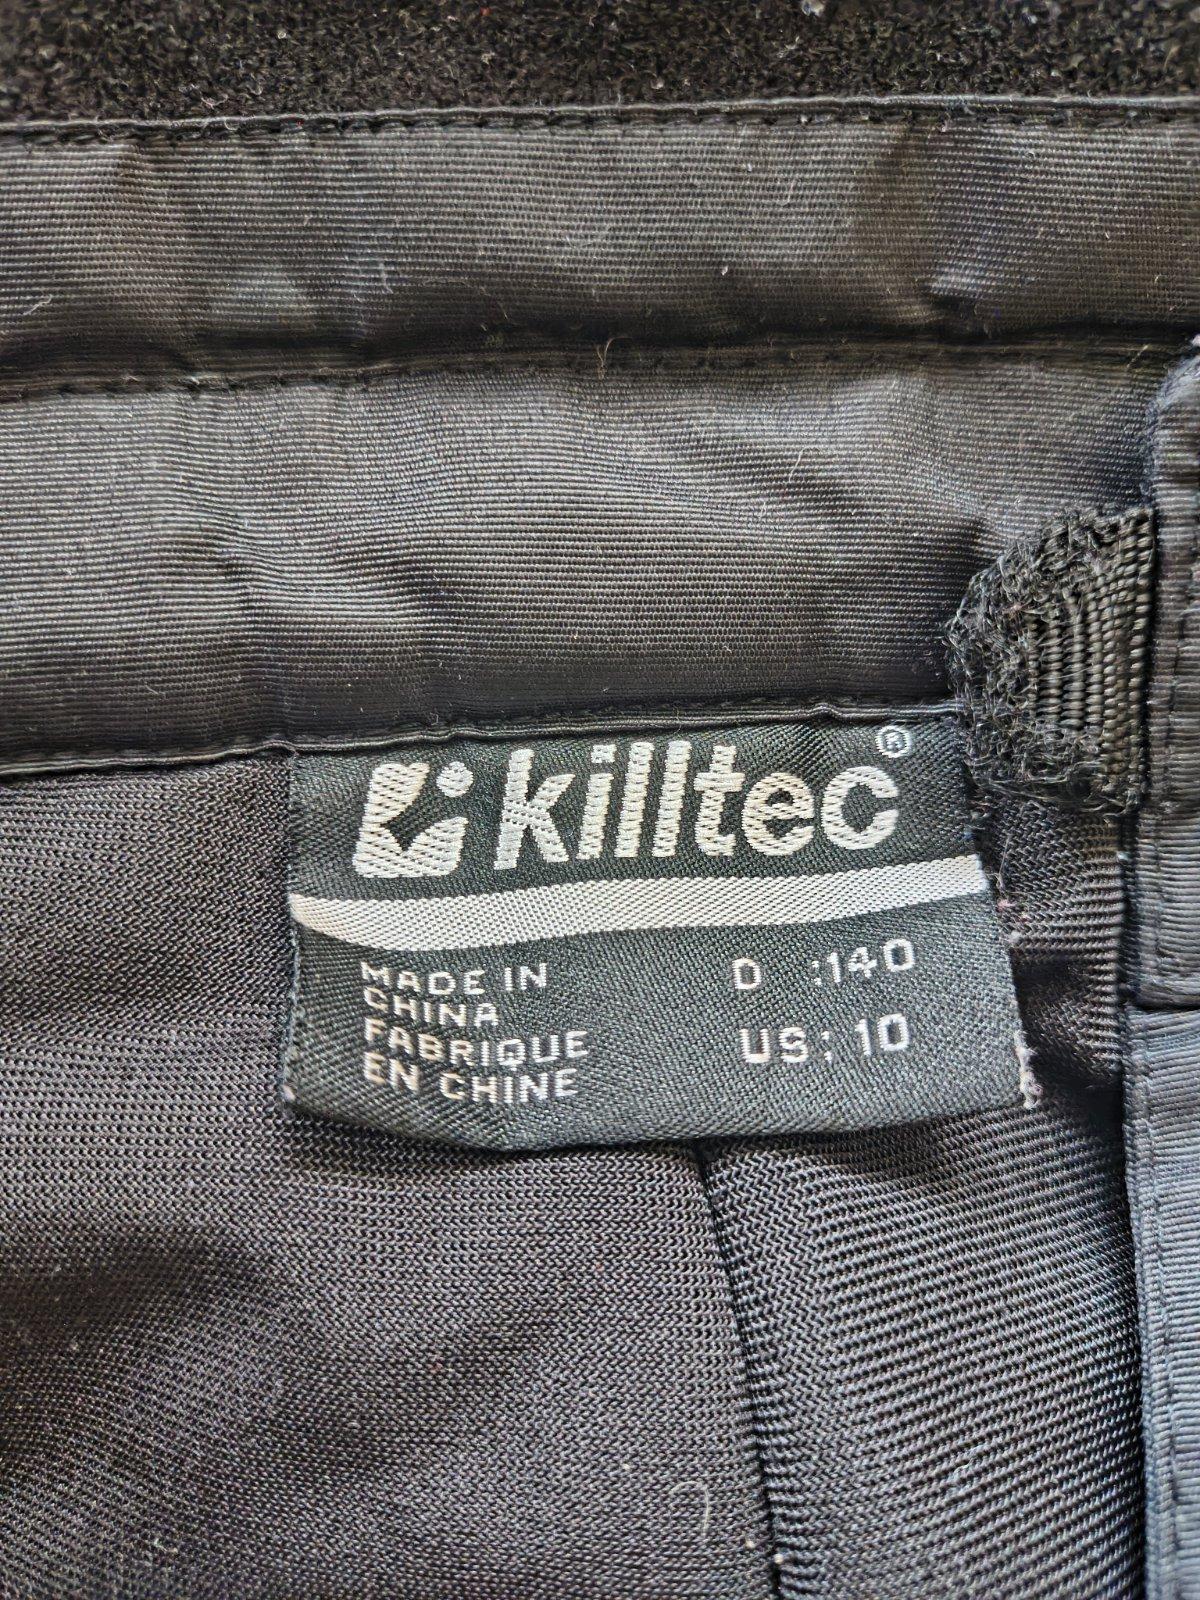 killtec®
MADE IN
CHINA
FABRIQUE
EN CHINE
D :140
US: 10